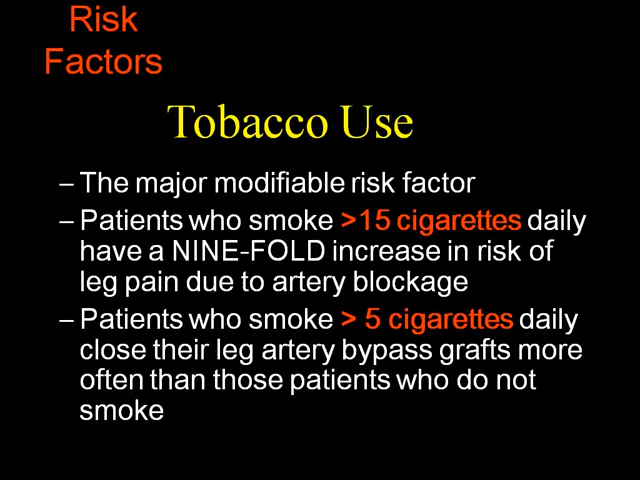 Risk
Factors
Tobacco Use
– The major modifiable risk factor
– Patients who smoke >15 cigarettes daily
have a NINE-FOLD increase in risk of
leg pain due to artery blockage
– Patients who smoke > 5 cigarettes daily
close their leg artery bypass grafts more
often than those patients who do not
smoke